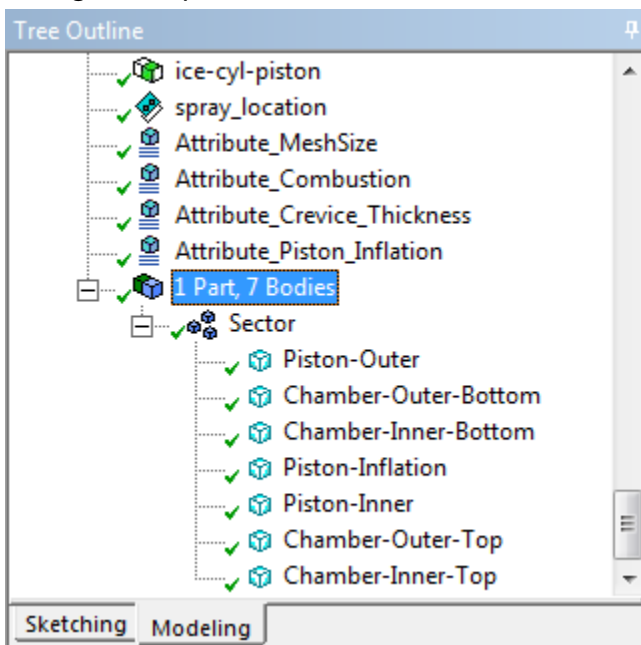 Tree Outline
ice-cyl-piston
spray_location
Attribute_MeshSize
Attribute_Combustion
Attribute_Crevice_Thickness
Attribute_Piston_Inflation
1 Part, 7 Bodies
Sector
Piston-Outer
Chamber-Outer-Bottom
Chamber-Inner-Bottom
Piston-Inflation
Piston-Inner
Chamber-Outer-Top
Chamber-Inner-Top
Sketching Modeling